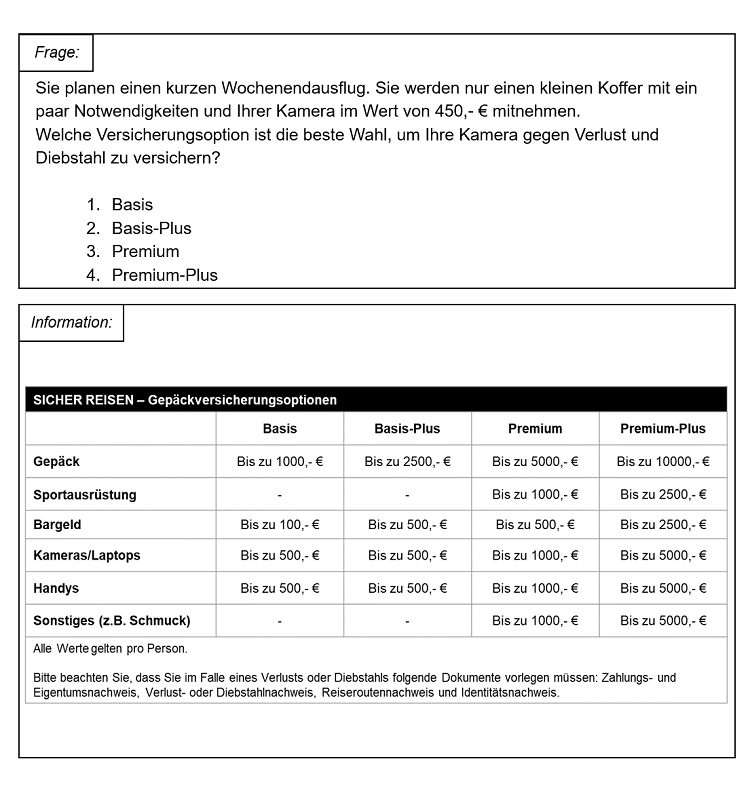 Frage:
Sie planen einen kurzen Wochenendausflug. Sie werden nur einen kleinen Koffer mit ein
paar Notwendigkeiten und Ihrer Kamera im Wert von 450,- € mitnehmen.
Welche Versicherungsoption ist die beste Wahl, um Ihre Kamera gegen Verlust und
Diebstahl zu versichern?
1. Basis
2. Basis-Plus
3. Premium
4. Premium-Plus
Information:
SICHER REISEN – Gepäckversicherungsoptionen
Basis Basis-Plus Premium Premium-Plus
Gepäck Bis zu 1000,- € Bis zu 2500,- € Bis zu 5000,- € Bis zu 10000,- €
Sportausrüstung - - Bis zu 1000,- € Bis zu 2500,- €
Bargeld Bis zu 100,- € Bis zu 500,- € Bis zu 500,- € Bis zu 2500,- €
Kameras/Laptops Bis zu 500,- € Bis zu 500,- € Bis zu 1000,- € Bis zu 5000,- €
Handys Bis zu 500,- € Bis zu 500,- € Bis zu 1000,- € Bis zu 5000,- €
Sonstiges (z.B. Schmuck) - - Bis zu 1000,- € Bis zu 5000,- €
Alle Werte gelten pro Person.
Bitte beachten Sie, dass Sie im Falle eines Verlusts oder Diebstahls folgende Dokumente vorlegen müssen: Zahlungs- und
Eigentumsnachweis, Verlust- oder Diebstahlnachweis, Reiseroutennachweis und Identitätsnachweis.